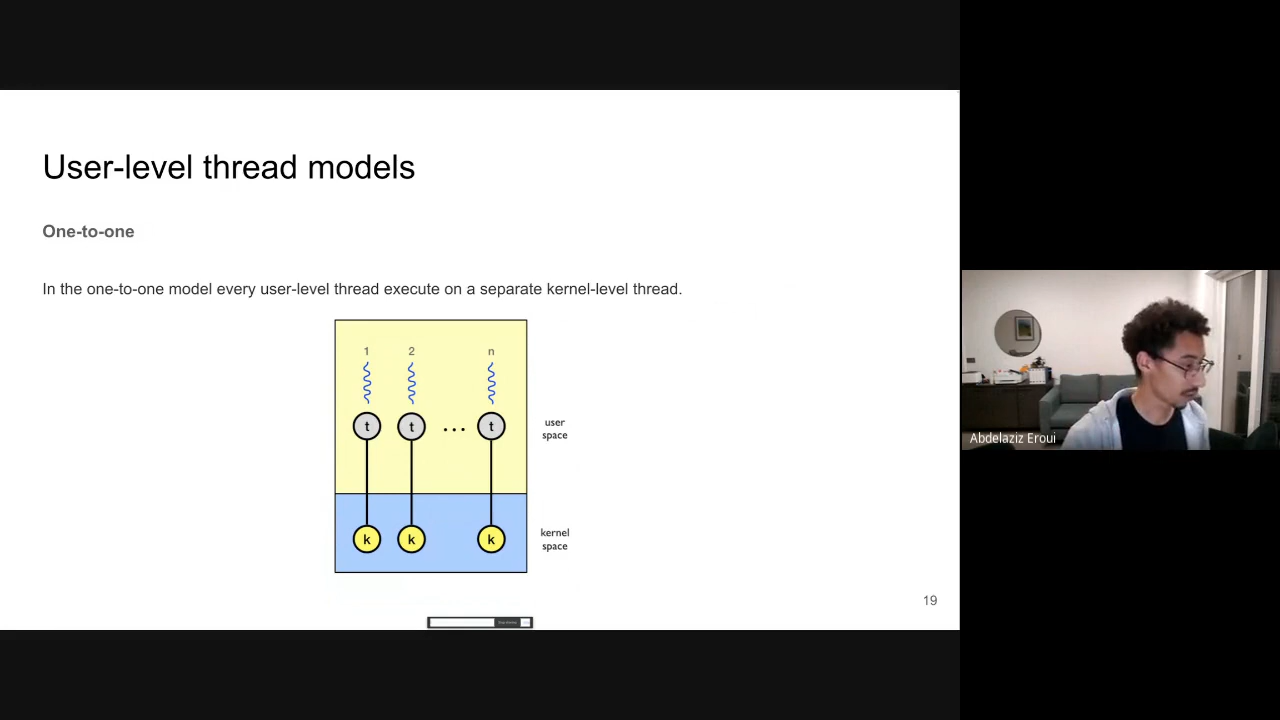 User-level thread models
One-to-one
In the one-to-one model every user-level thread execute on a separate kernel-level thread.
1 2 n
t t ... t
user
space
k k k
kernel
space
19
Abdelaziz Eroui